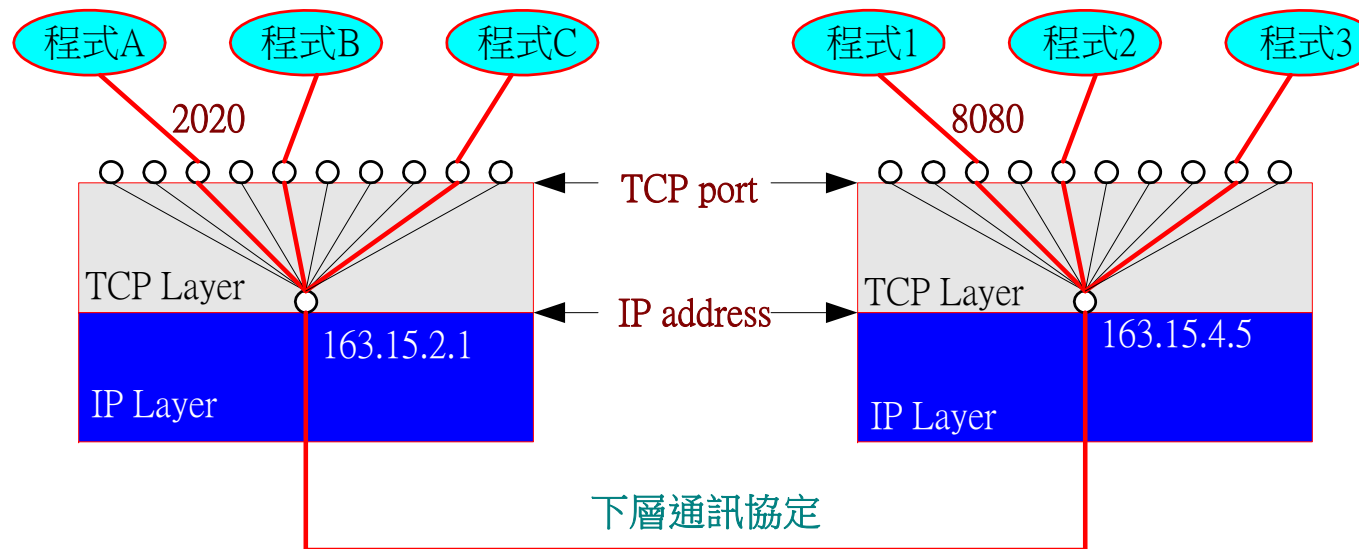 程式A 程式B 程式C 程式1 程式2 程式3
2020 8080
TCP port
TCP Layer TCP Layer
IP address
163.15.2.1 163.15.4.5
IP Layer IP Layer
下層通訊協定